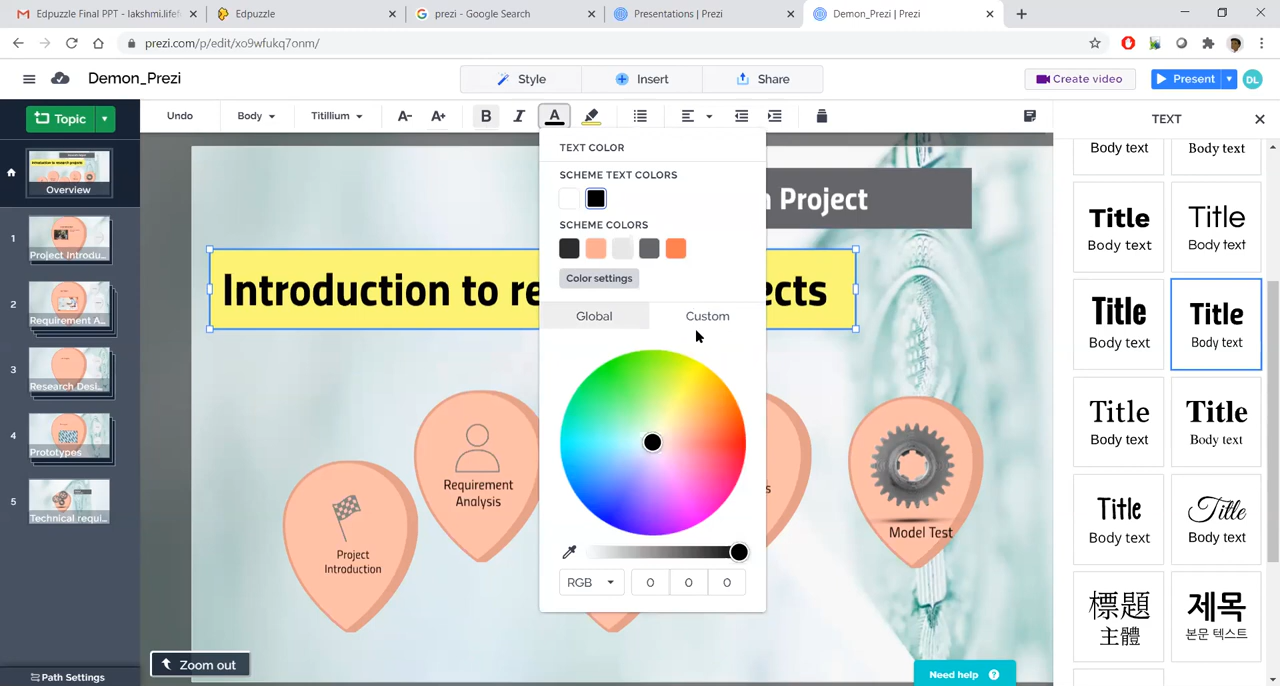 Edpuzzle Final PPT - lakshmi.lifef
Edpuzzle
prezi - Google Search
Presentations | Prezi
Demon_Prezi | Prezi
prezi.com/p/edit/xo9wfukq7onm/
Demon_Prezi
Style
Insert
Share
Create video
Present
DL
Topic
Undo
Body
Titillium
A-
A+
B
I
A
TEXT
Overview
1
Project Introdu...
2
Requirement A...
3
Research Desi...
4
Prototypes
5
Technical requi...
Path Settings
TEXT COLOR
SCHEME TEXT COLORS
SCHEME COLORS
Color settings
Global
Custom
RGB
0
0
0
Project
Introduction to re
ects
Requirement
Analysis
Project
Introduction
Model Test
Zoom out
Need help ?
Body text
Body text
Title
Body text
Title
Body text
Title
Body text
Title
Body text
Title
Body text
Title
Body text
Title
Body text
Title
Body text
標題
主體
제목
본문 텍스트